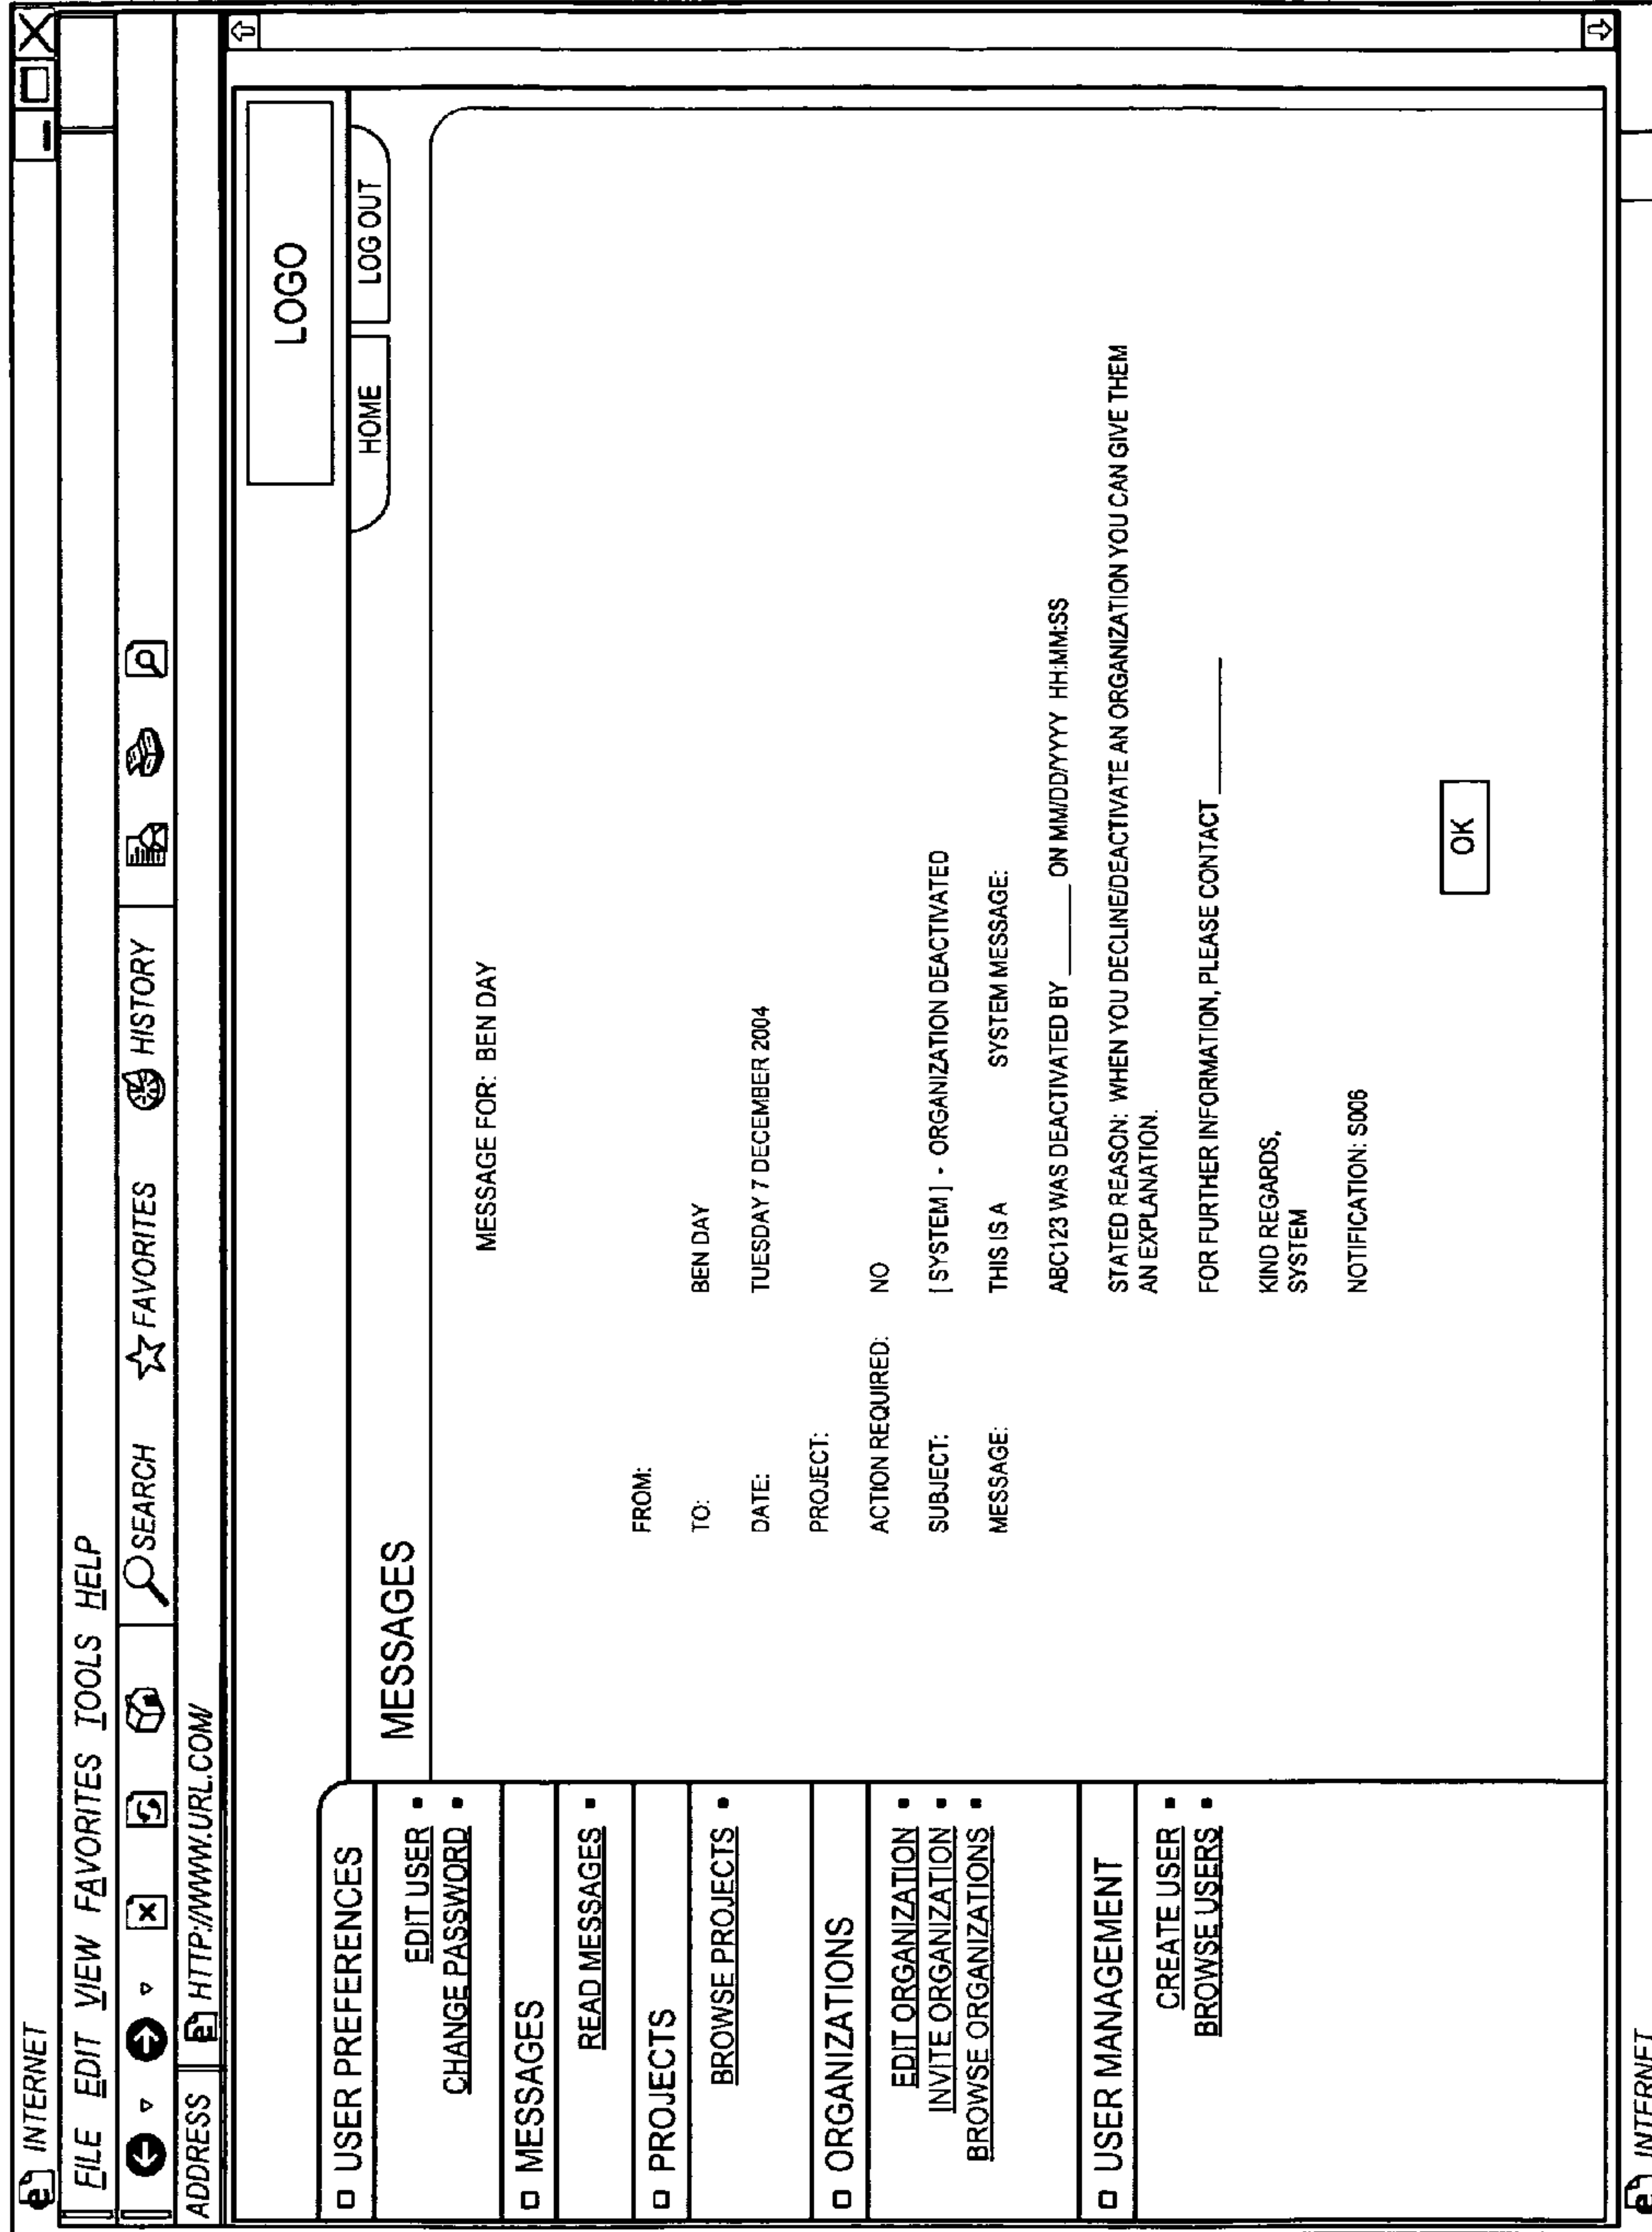 INTERNET
FILE EDIT VIEW FAVORITES TOOLS HELP
SEARCH FAVORITES HISTORY
ADDRESS HTTP://WWW.URL.COM/
LOGO
HOME LOG OUT
USER PREFERENCES
EDIT USER
CHANGE PASSWORD
MESSAGES
READ MESSAGES
PROJECTS
BROWSE PROJECTS
ORGANIZATIONS
EDIT ORGANIZATION
INVITE ORGANIZATION
BROWSE ORGANIZATIONS
USER MANAGEMENT
CREATE USER
BROWSE USERS
MESSAGES
MESSAGE FOR: BEN DAY
FROM:
TO: BEN DAY
DATE: TUESDAY 7 DECEMBER 2004
PROJECT:
ACTION REQUIRED: NO
SUBJECT: [ SYSTEM ] - ORGANIZATION DEACTIVATED
MESSAGE: THIS IS A SYSTEM MESSAGE:
ABC123 WAS DEACTIVATED BY ______ ON MM/DD/YYYY HH:MM:SS
STATED REASON: WHEN YOU DECLINE/DEACTIVATE AN ORGANIZATION YOU CAN GIVE THEM
AN EXPLANATION.
FOR FURTHER INFORMATION, PLEASE CONTACT ________
KIND REGARDS,
SYSTEM
NOTIFICATION: S006
OK
INTERNET